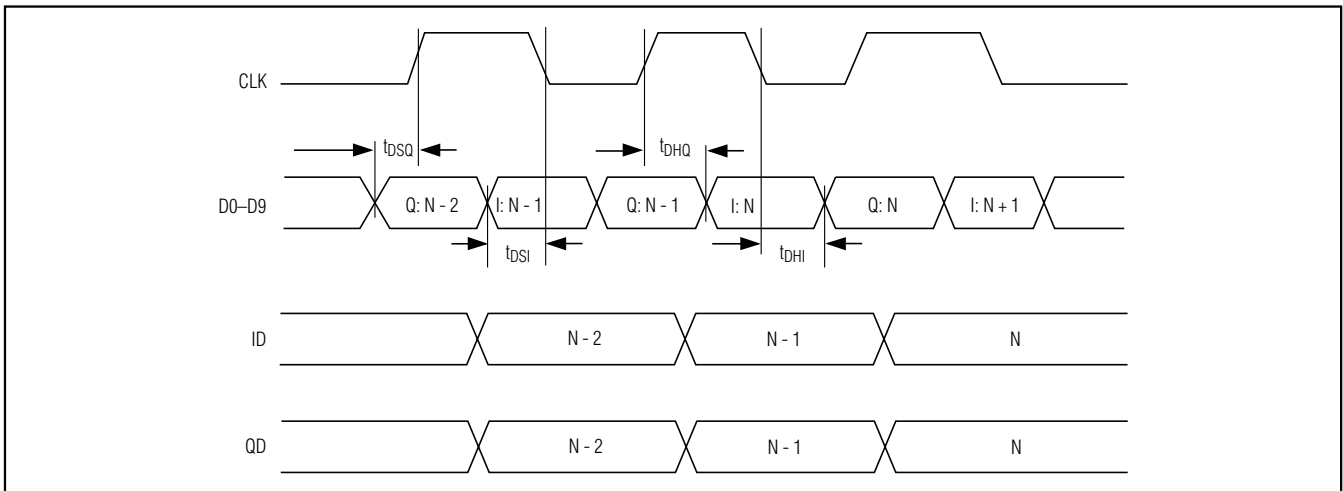 CLK
tDSQ
tDHQ
D0–D9
Q: N - 2
I: N - 1
Q: N - 1
I: N
Q: N
I: N + 1
tDSI
tDHI
ID
N - 2
N - 1
N
QD
N - 2
N - 1
N